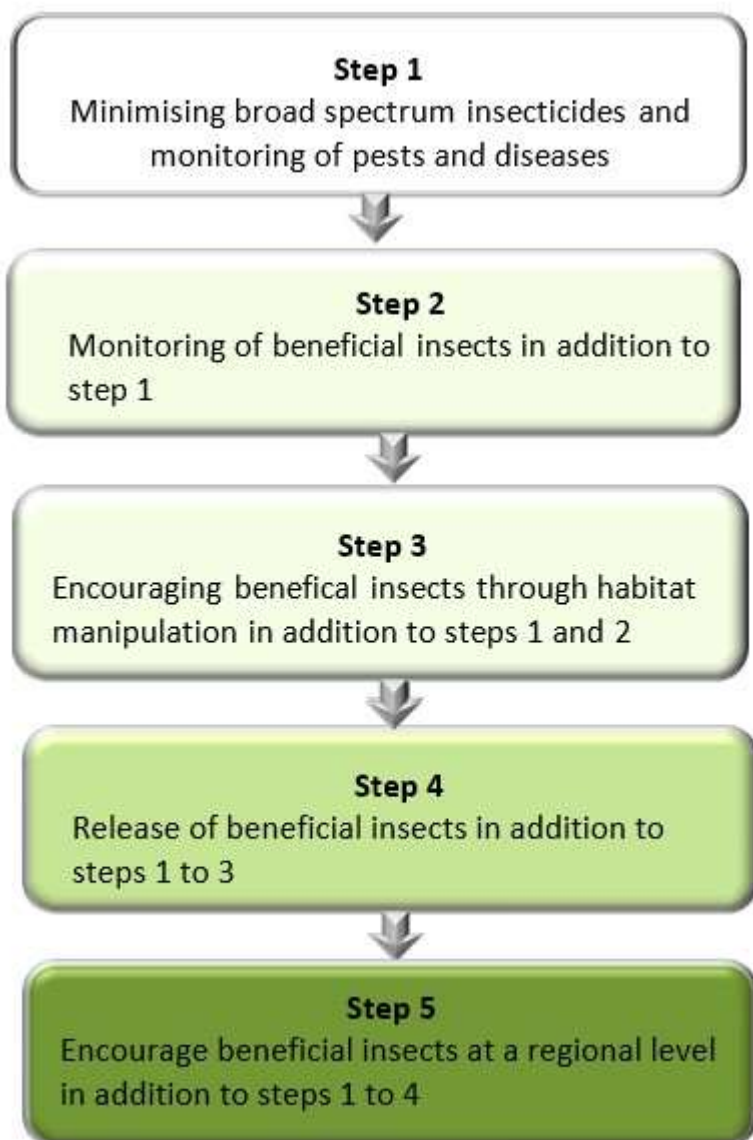 Step 1
Minimising broad spectrum insecticides and
monitoring of pests and diseases
Step 2
Monitoring of beneficial insects in addition to
step 1
Step 3
Encouraging benefical insects through habitat
manipulation in addition to steps 1 and 2
Step 4
Release of beneficial insects in addition to
steps 1 to 3
Step 5
Encourage beneficial insects at a regional level
in addition to steps 1 to 4